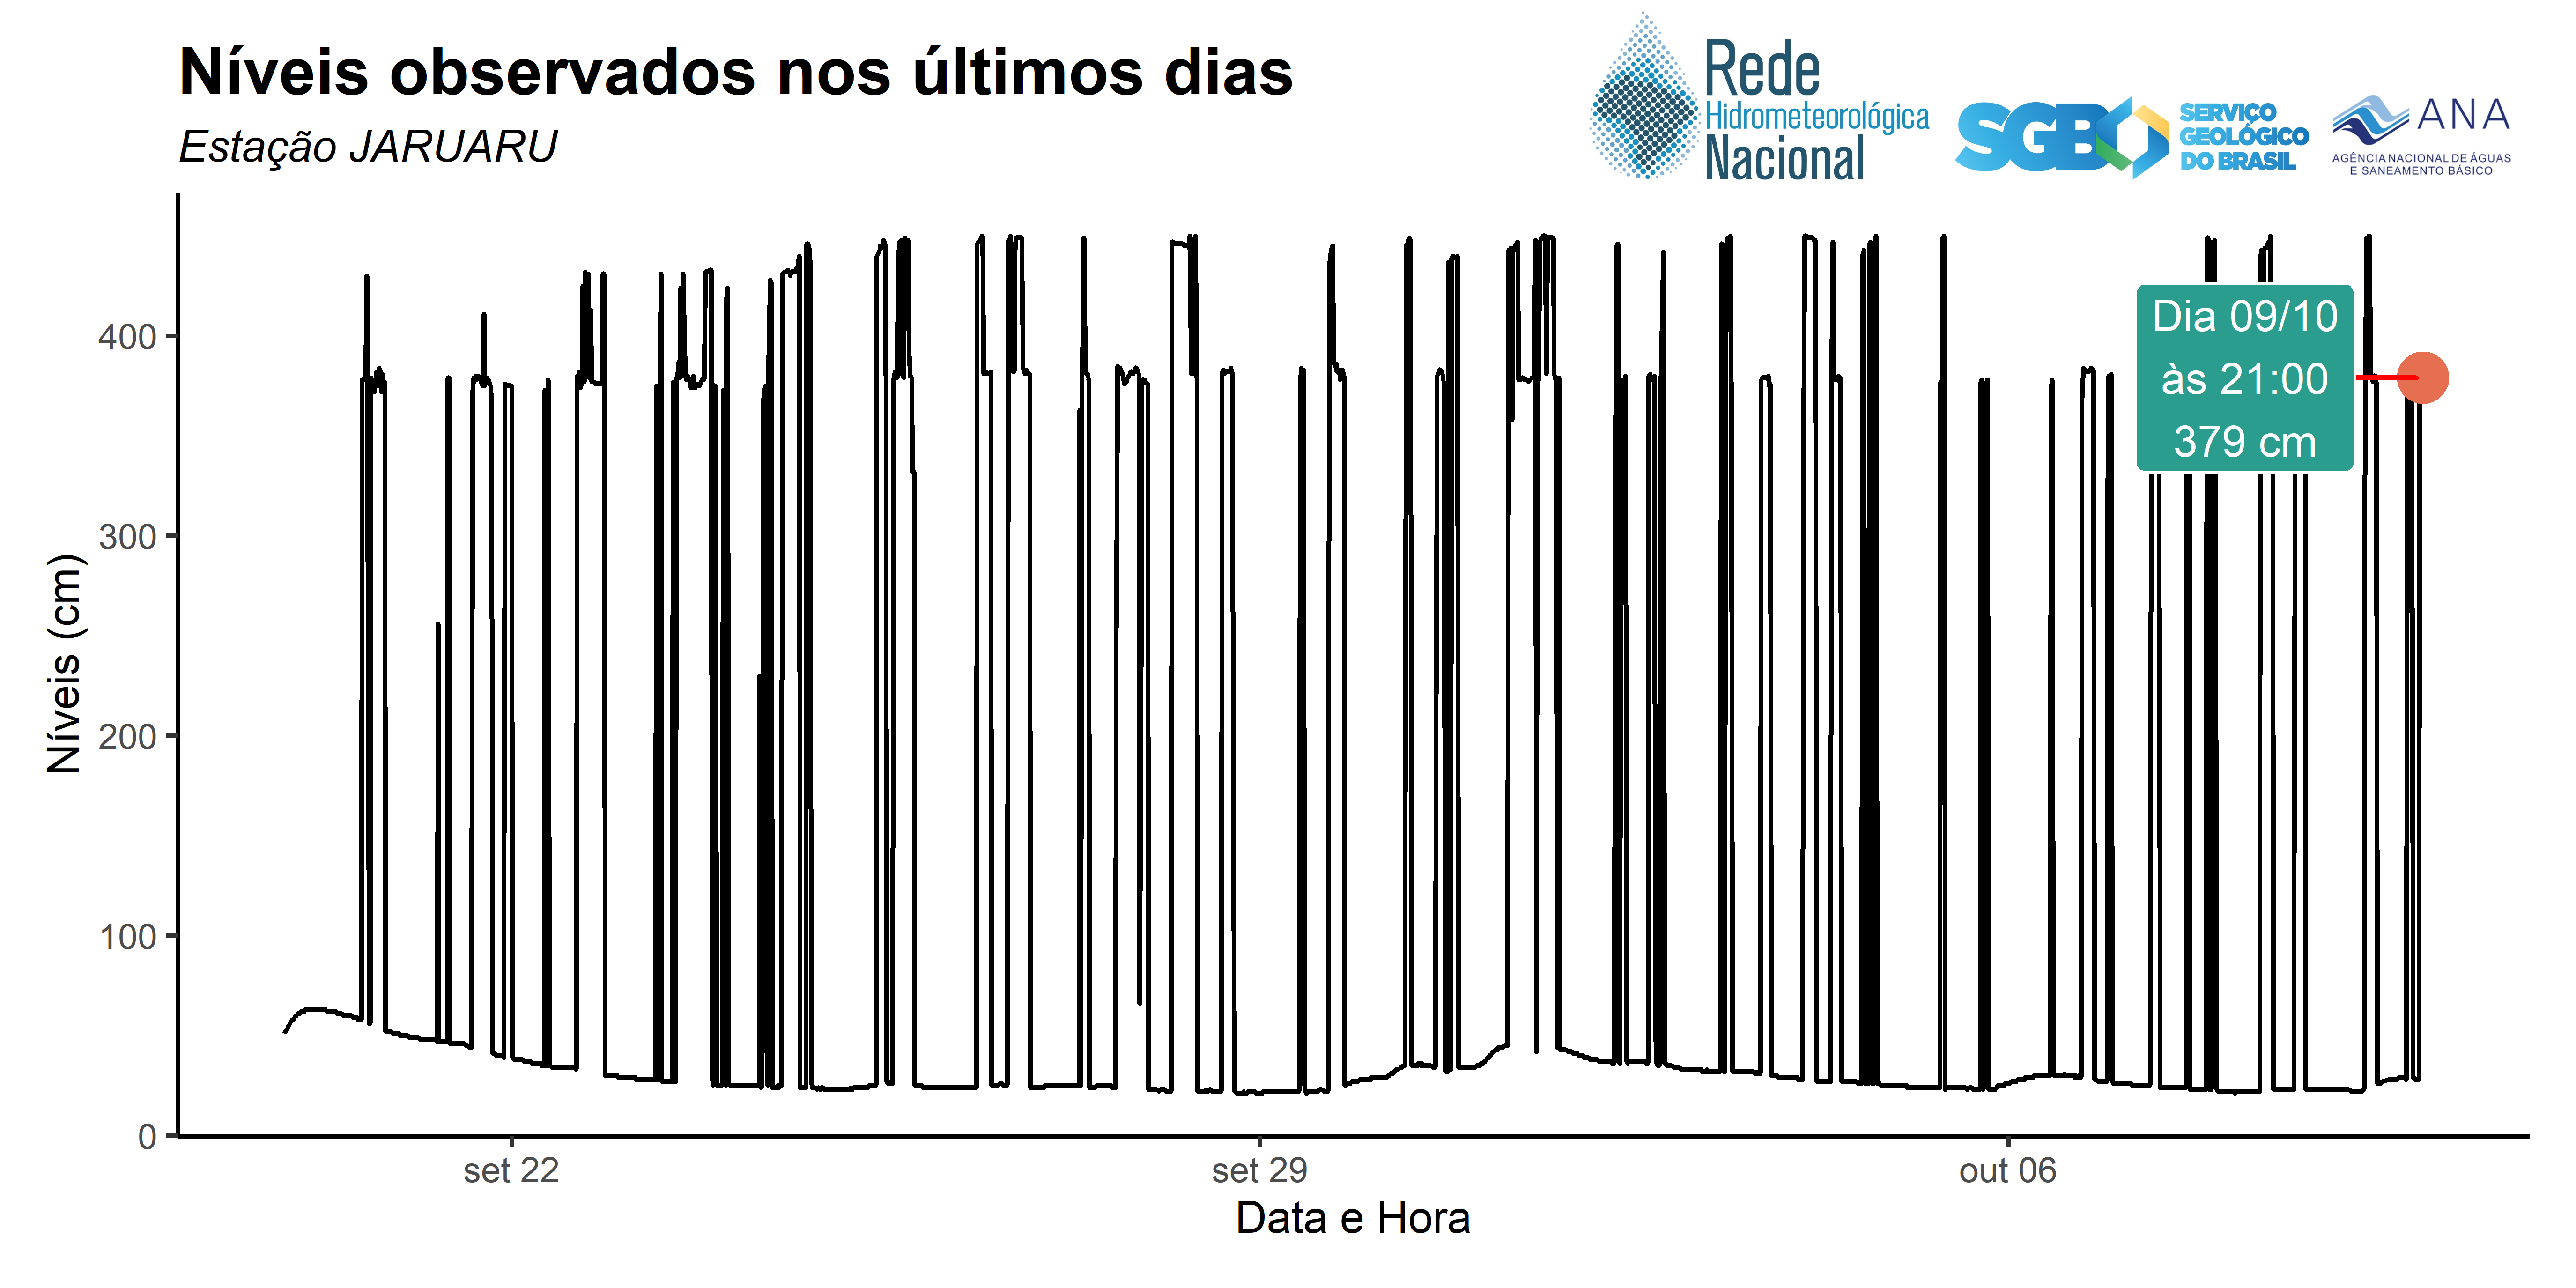 Níveis observados nos últimos dias
Estação JARUARU
Rede
Hidrometeorológica
Nacional
SGB
SERVIÇO
GEOLÓGICO
DO BRASIL
ANA
AGÊNCIA NACIONAL DE ÁGUAS
E SANEAMENTO BÁSICO
Níveis (cm)
400
300
200
100
0
Dia 09/10
às 21:00
379 cm
set 22
set 29
out 06
Data e Hora